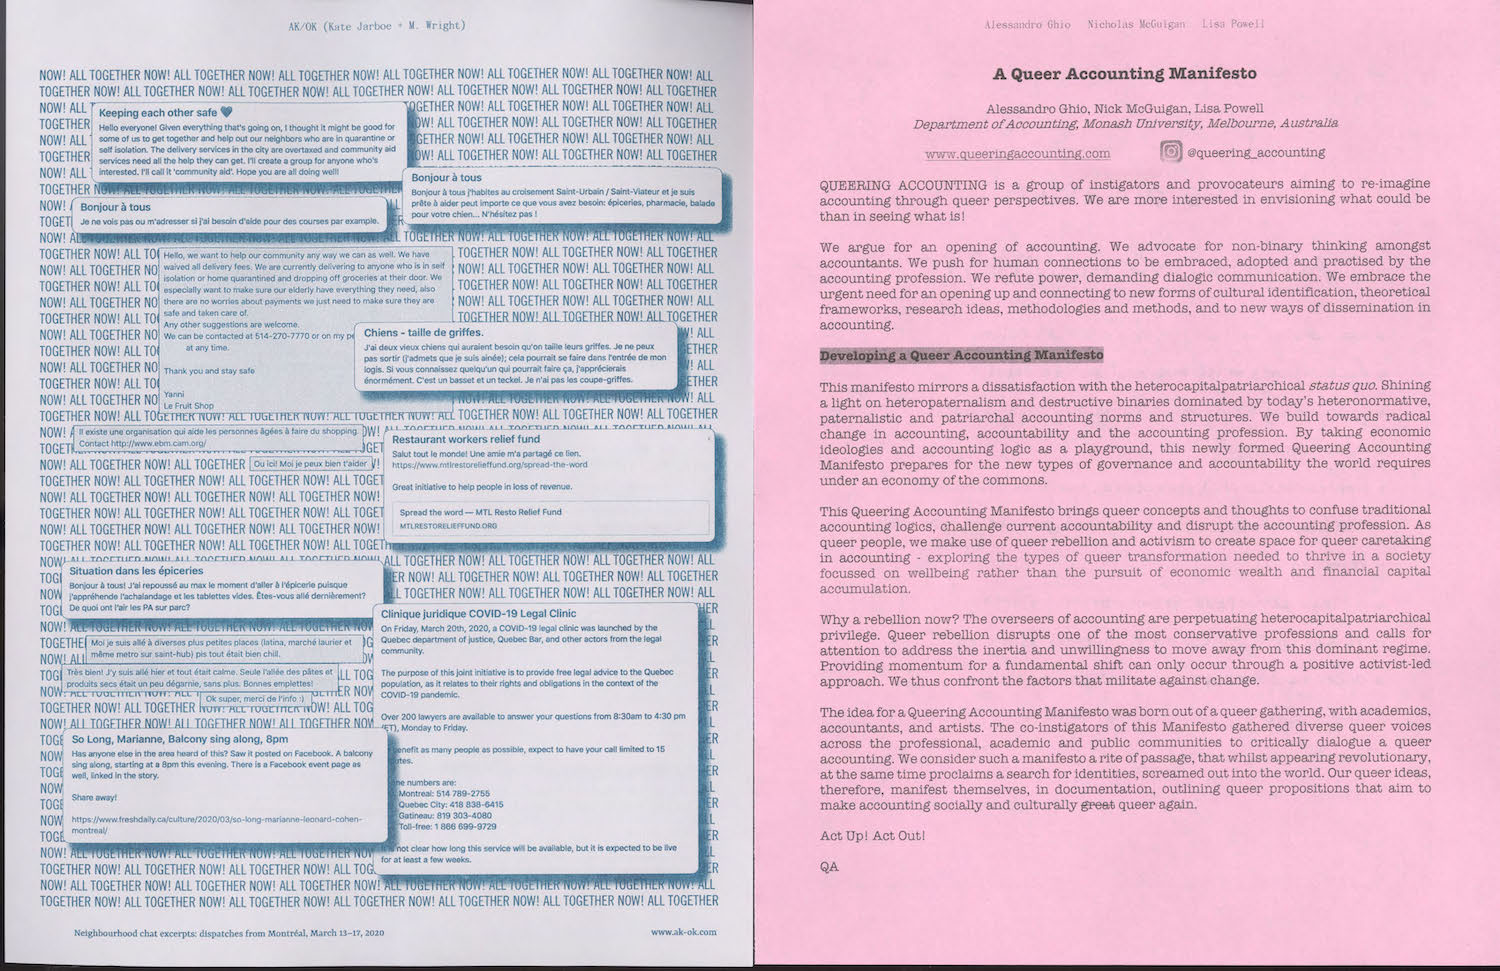 AK/OK (Kate Jarboe + M. Wright)
NOW! ALL TOGETHER NOW! ALL TOGETHER NOW! ALL TOGETHER NOW! ALL TOGETHER NOW! ALL TOGETHER NOW! ALL TOGETHER NOW! ALL
TOGETHER NOW! ALL TOGETHER NOW! ALL TOGETHER NOW! ALL TOGETHER NOW! ALL TOGETHER NOW! ALL TOGETHER NOW! ALL TOGETHER
Keeping each other safe 💙
Hello everyone! Given everything that's going on, I thought it might be good for
some of us to get together and help out our neighbors who are in quarantine or
self isolation. The delivery services in the city are overtaxed and community aid
services need all the help they can get. I'll create a group for anyone who's
interested. I'll call it 'community aid'. Hope you are all doing well!
Bonjour à tous
Bonjour à tous j'habites au croisement Saint-Urbain / Saint-Viateur et je suis
prête à aider peut importe ce que vous avez besoin: épiceries, pharmacie, balade
pour votre chien... N'hésitez pas !
Bonjour à tous
Je ne vois pas ou m'adresser si j'ai besoin d'aide pour des courses par example.
Hello, we want to help our community any way we can as well. We have
waived all delivery fees. We are currently delivering to anyone who is in self
isolation or home quarantined and dropping off groceries at their door. We
especially want to make sure our elderly have everything they need, also
there are no worries about payments we just need to make sure they are
safe and taken care of.
Any other suggestions are welcome.
We can be contacted at 514-270-7770 or on my pe
at any time.
Thank you and stay safe
Yanni
Le Fruit Shop
Chiens - taille de griffes.
J'ai deux vieux chiens qui auraient besoin qu'on taille leurs griffes. Je ne peux
pas sortir (j'admets que je suis ainée); cela pourrait se faire dans l'entrée de mon
logis. Si vous connaissez quelqu'un qui pourrait faire ça, j'apprécierais
énormément. C'est un basset et un teckel. Je n'ai pas les coupe-griffes.
Il existe une organisation qui aide les personnes âgées à faire du shopping.
Contact http://www.ebm.cam.org/
Ou ici! Moi je peux bien t'aider
Restaurant workers relief fund
Salut tout le monde! Une amie m'a partagé ce lien.
https://www.mtlrestorelieffund.org/spread-the-word
Great initiative to help people in loss of revenue.
Spread the word — MTL Resto Relief Fund
MTLRESTORELIEFFUND.ORG
Situation dans les épiceries
Bonjour à tous! J'ai repoussé au max le moment d'aller à l'épicerie puisque
j'appréhende l'achalandage et les tablettes vides. Êtes-vous allé dernièrement?
De quoi ont l'air les PA sur parc?
Moi je suis allé à diverses plus petites places (latina, marché laurier et
même metro sur saint-hub) pis tout était bien chill.
Très bien! J'y suis allé hier et tout était calme. Seule l'allée des pâtes et
produits secs était un peu dégarnie, sans plus. Bonnes emplettes!
Ok super, merci de l'info :)
Clinique juridique COVID-19 Legal Clinic
On Friday, March 20th, 2020, a COVID-19 legal clinic was launched by the
Quebec department of justice, Quebec Bar, and other actors from the legal
community.
The purpose of this joint initiative is to provide free legal advice to the Quebec
population, as it relates to their rights and obligations in the context of the
COVID-19 pandemic.
Over 200 lawyers are available to answer your questions from 8:30am to 4:30 pm
(ET), Monday to Friday.
enefit as many people as possible, expect to have your call limited to 15
utes.
ne numbers are:
Montreal: 514 789-2755
Quebec City: 418 838-6415
Gatineau: 819 303-4080
Toll-free: 1 866 699-9729
not clear how long this service will be available, but it is expected to be live
for at least a few weeks.
So Long, Marianne, Balcony sing along, 8pm
Has anyone else in the area heard of this? Saw it posted on Facebook. A balcony
sing along, starting at a 8pm this evening. There is a Facebook event page as
well, linked in the story.
Share away!
https://www.freshdaily.ca/culture/2020/03/so-long-marianne-leonard-cohen-
montreal/
NOW! ALL TOGETHER NOW! ALL TOGETHER NOW! ALL TOGETHER NOW! ALL TOGETHER NOW! ALL TOGETHER NOW! ALL TOGETHER NOW! ALL
TOGETHER NOW! ALL TOGETHER NOW! ALL TOGETHER NOW! ALL TOGETHER NOW! ALL TOGETHER NOW! ALL TOGETHER NOW! ALL TOGETHER
Neighbourhood chat excerpts: dispatches from Montréal, March 13–17, 2020
www.ak-ok.com
Alessandro Ghio Nicholas McGuigan Lisa Powell
A Queer Accounting Manifesto
Alessandro Ghio, Nick McGuigan, Lisa Powell
Department of Accounting, Monash University, Melbourne, Australia
www.queeringaccounting.com @queering_accounting
QUEERING ACCOUNTING is a group of instigators and provocateurs aiming to re-imagine
accounting through queer perspectives. We are more interested in envisioning what could be
than in seeing what is!
We argue for an opening of accounting. We advocate for non-binary thinking amongst
accountants. We push for human connections to be embraced, adopted and practised by the
accounting profession. We refute power, demanding dialogic communication. We embrace the
urgent need for an opening up and connecting to new forms of cultural identification, theoretical
frameworks, research ideas, methodologies and methods, and to new ways of dissemination in
accounting.
Developing a Queer Accounting Manifesto
This manifesto mirrors a dissatisfaction with the heterocapitalpatriarchical status quo. Shining
a light on heteropaternalism and destructive binaries dominated by today's heteronormative,
paternalistic and patriarchal accounting norms and structures. We build towards radical
change in accounting, accountability and the accounting profession. By taking economic
ideologies and accounting logic as a playground, this newly formed Queering Accounting
Manifesto prepares for the new types of governance and accountability the world requires
under an economy of the commons.
This Queering Accounting Manifesto brings queer concepts and thoughts to confuse traditional
accounting logics, challenge current accountability and disrupt the accounting profession. As
queer people, we make use of queer rebellion and activism to create space for queer caretaking
in accounting - exploring the types of queer transformation needed to thrive in a society
focussed on wellbeing rather than the pursuit of economic wealth and financial capital
accumulation.
Why a rebellion now? The overseers of accounting are perpetuating heterocapitalpatriarchical
privilege. Queer rebellion disrupts one of the most conservative professions and calls for
attention to address the inertia and unwillingness to move away from this dominant regime.
Providing momentum for a fundamental shift can only occur through a positive activist-led
approach. We thus confront the factors that militate against change.
The idea for a Queering Accounting Manifesto was born out of a queer gathering, with academics,
accountants, and artists. The co-instigators of this Manifesto gathered diverse queer voices
across the professional, academic and public communities to critically dialogue a queer
accounting. We consider such a manifesto a rite of passage, that whilst appearing revolutionary,
at the same time proclaims a search for identities, screamed out into the world. Our queer ideas,
therefore, manifest themselves, in documentation, outlining queer propositions that aim to
make accounting socially and culturally great queer again.
Act Up! Act Out!
QA